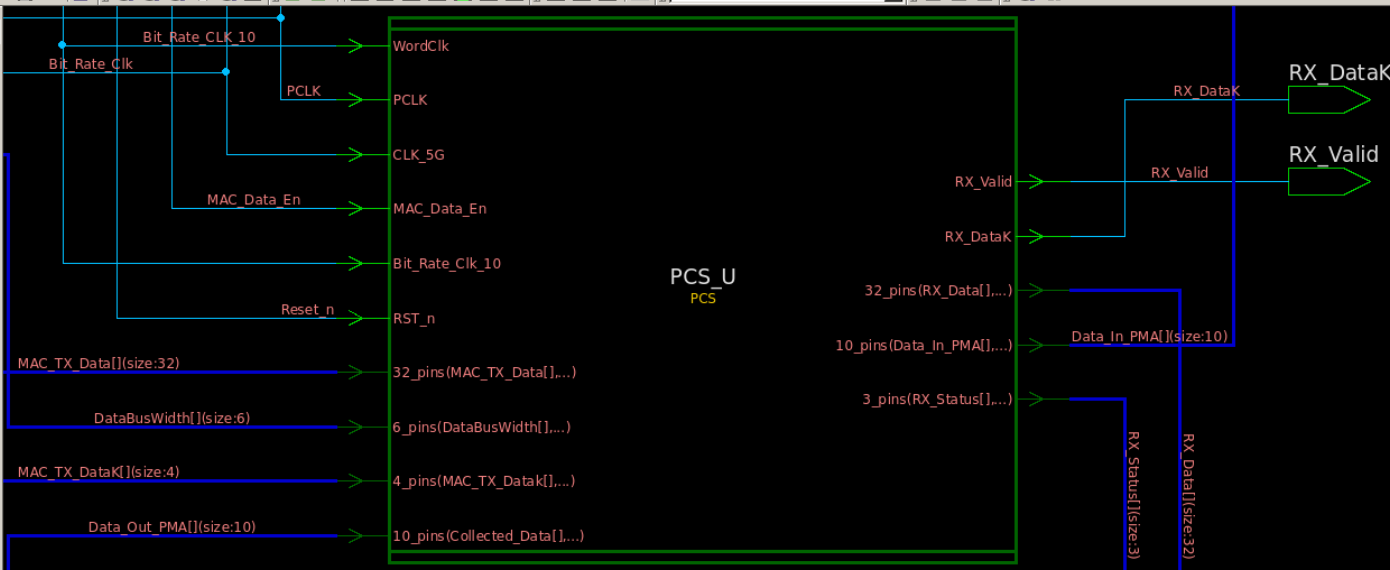 Bit_Rate_CLK_10
WordClk
Bit_Rate_Clk
RX_DataK
PCLK
PCLK
RX_DataK
CLK_5G
RX_Valid
RX_Valid
RX_Valid
MAC_Data_En
MAC_Data_En
RX_DataK
Bit_Rate_Clk_10
PCS_U
PCS
32_pins(RX_Data[],...)
Reset_n
RST_n
Data_In_PMA[](size:10)
10_pins(Data_In_PMA[],...)
MAC_TX_Data[](size:32)
32_pins(MAC_TX_Data[],...)
3_pins(RX_Status[],...)
DataBusWidth[](size:6)
6_pins(DataBusWidth[],...)
MAC_TX_DataK[](size:4)
4_pins(MAC_TX_Datak[],...)
RX_Status[](size:3)
RX_Data[](size:32)
Data_Out_PMA[](size:10)
10_pins(Collected_Data[],...)